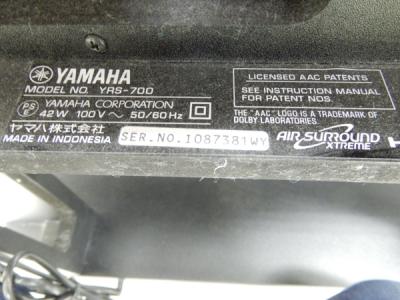 YAMAHA
MODEL NO. YRS-700
PS E
YAMAHA CORPORATION
42W 100V～ 50/60Hz
ヤマハ株式会社
MADE IN INDONESIA
SER.NO.I087381WY
LICENSED AAC PATENTS
SEE INSTRUCTION MANUAL
FOR PATENT NOS.
THE "AAC" LOGO IS A TRADEMARK OF
DOLBY LABORATORIES.
AIR SURROUND
XTREME